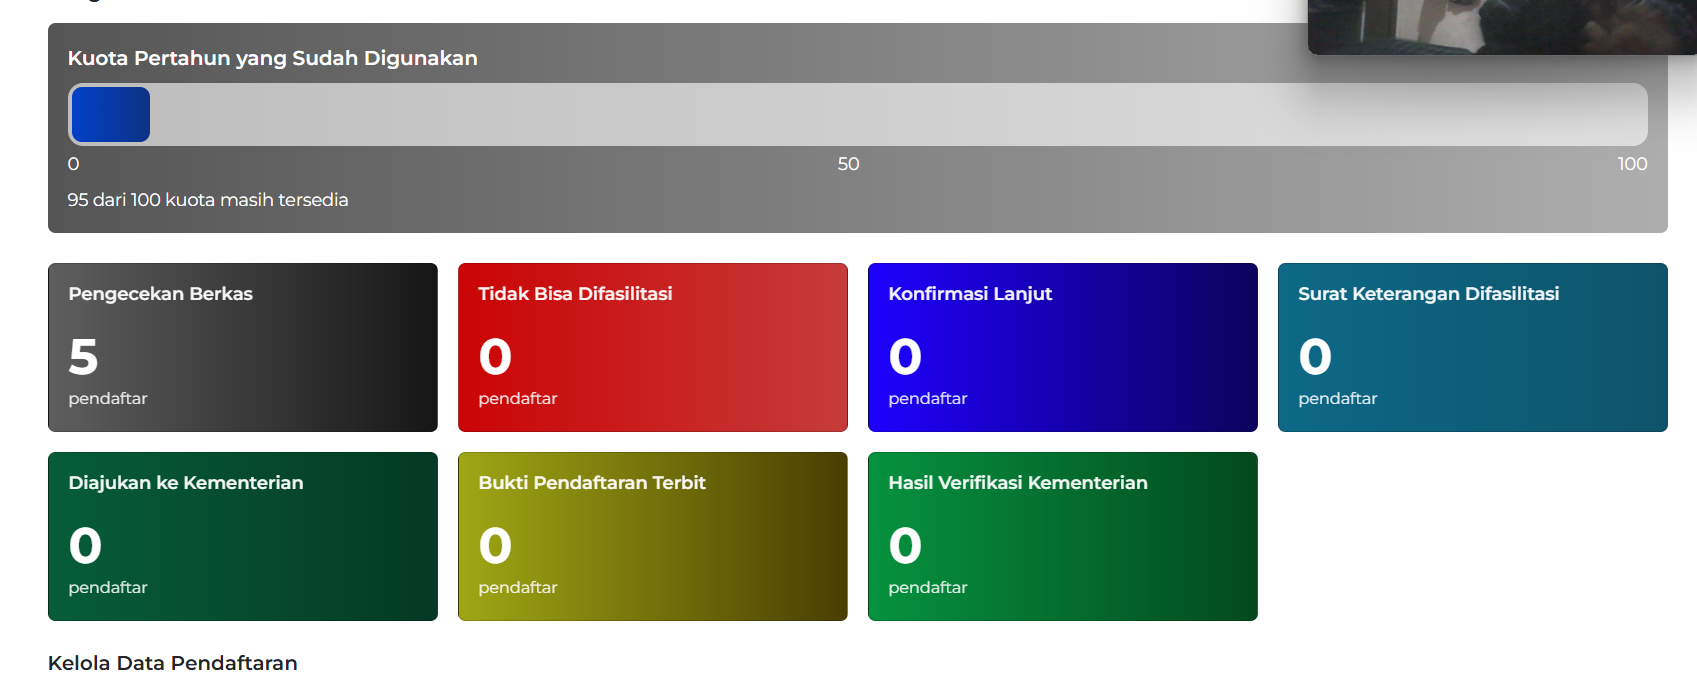 Kuota Pertahun yang Sudah Digunakan
0 50 100
95 dari 100 kuota masih tersedia
Pengecekan Berkas
5
pendaftar
Tidak Bisa Difasilitasi
0
pendaftar
Konfirmasi Lanjut
0
pendaftar
Surat Keterangan Difasilitasi
0
pendaftar
Diajukan ke Kementerian
0
pendaftar
Bukti Pendaftaran Terbit
0
pendaftar
Hasil Verifikasi Kementerian
0
pendaftar
Kelola Data Pendaftaran